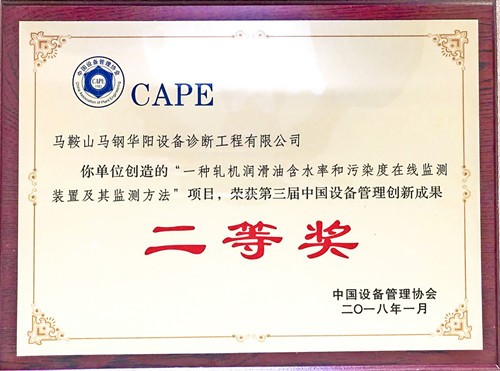 中国设备管理协会
CAPE
China Association of Plant Engineering
CAPE
马鞍山马钢华阳设备诊断工程有限公司
你单位创造的“一种轧机润滑油含水率和污染度在线监测
装置及其监测方法”项目，荣获第三届中国设备管理创新成果
二等奖
中国设备管理协会
二〇一八年一月